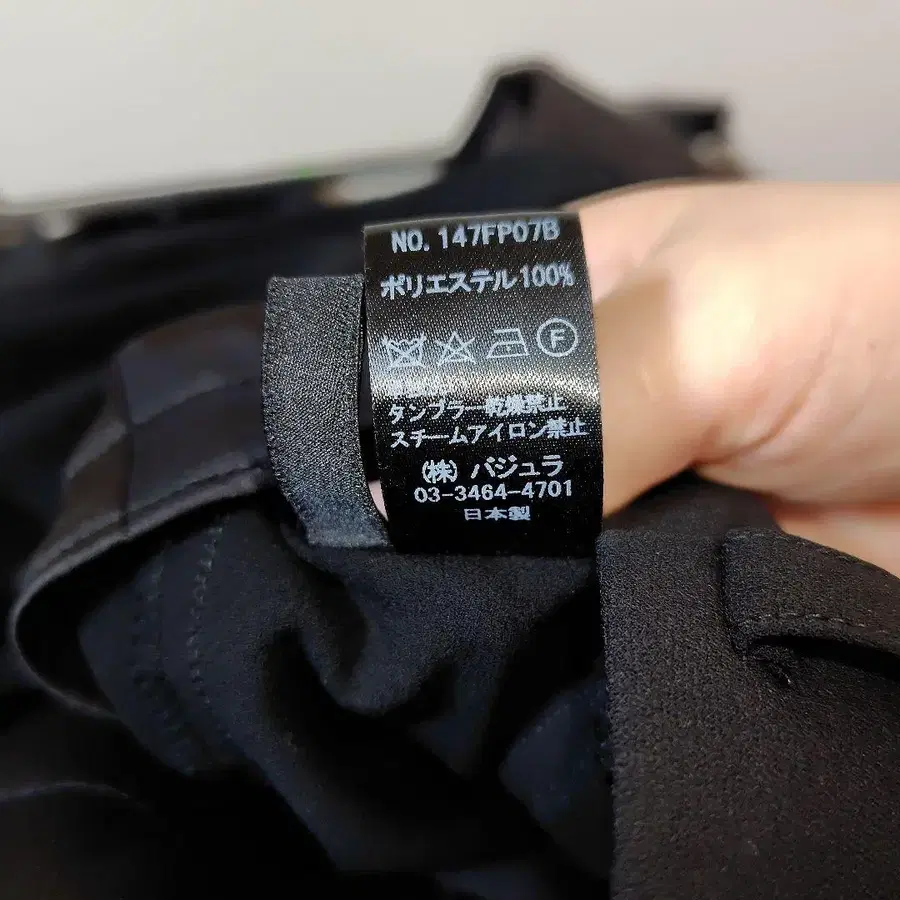 NO. 147FP07B
ポリエステル100%
F
タンブラー乾燥禁止
スチームアイロン禁止
(株) バジュラ
03-3464-4701
日本製